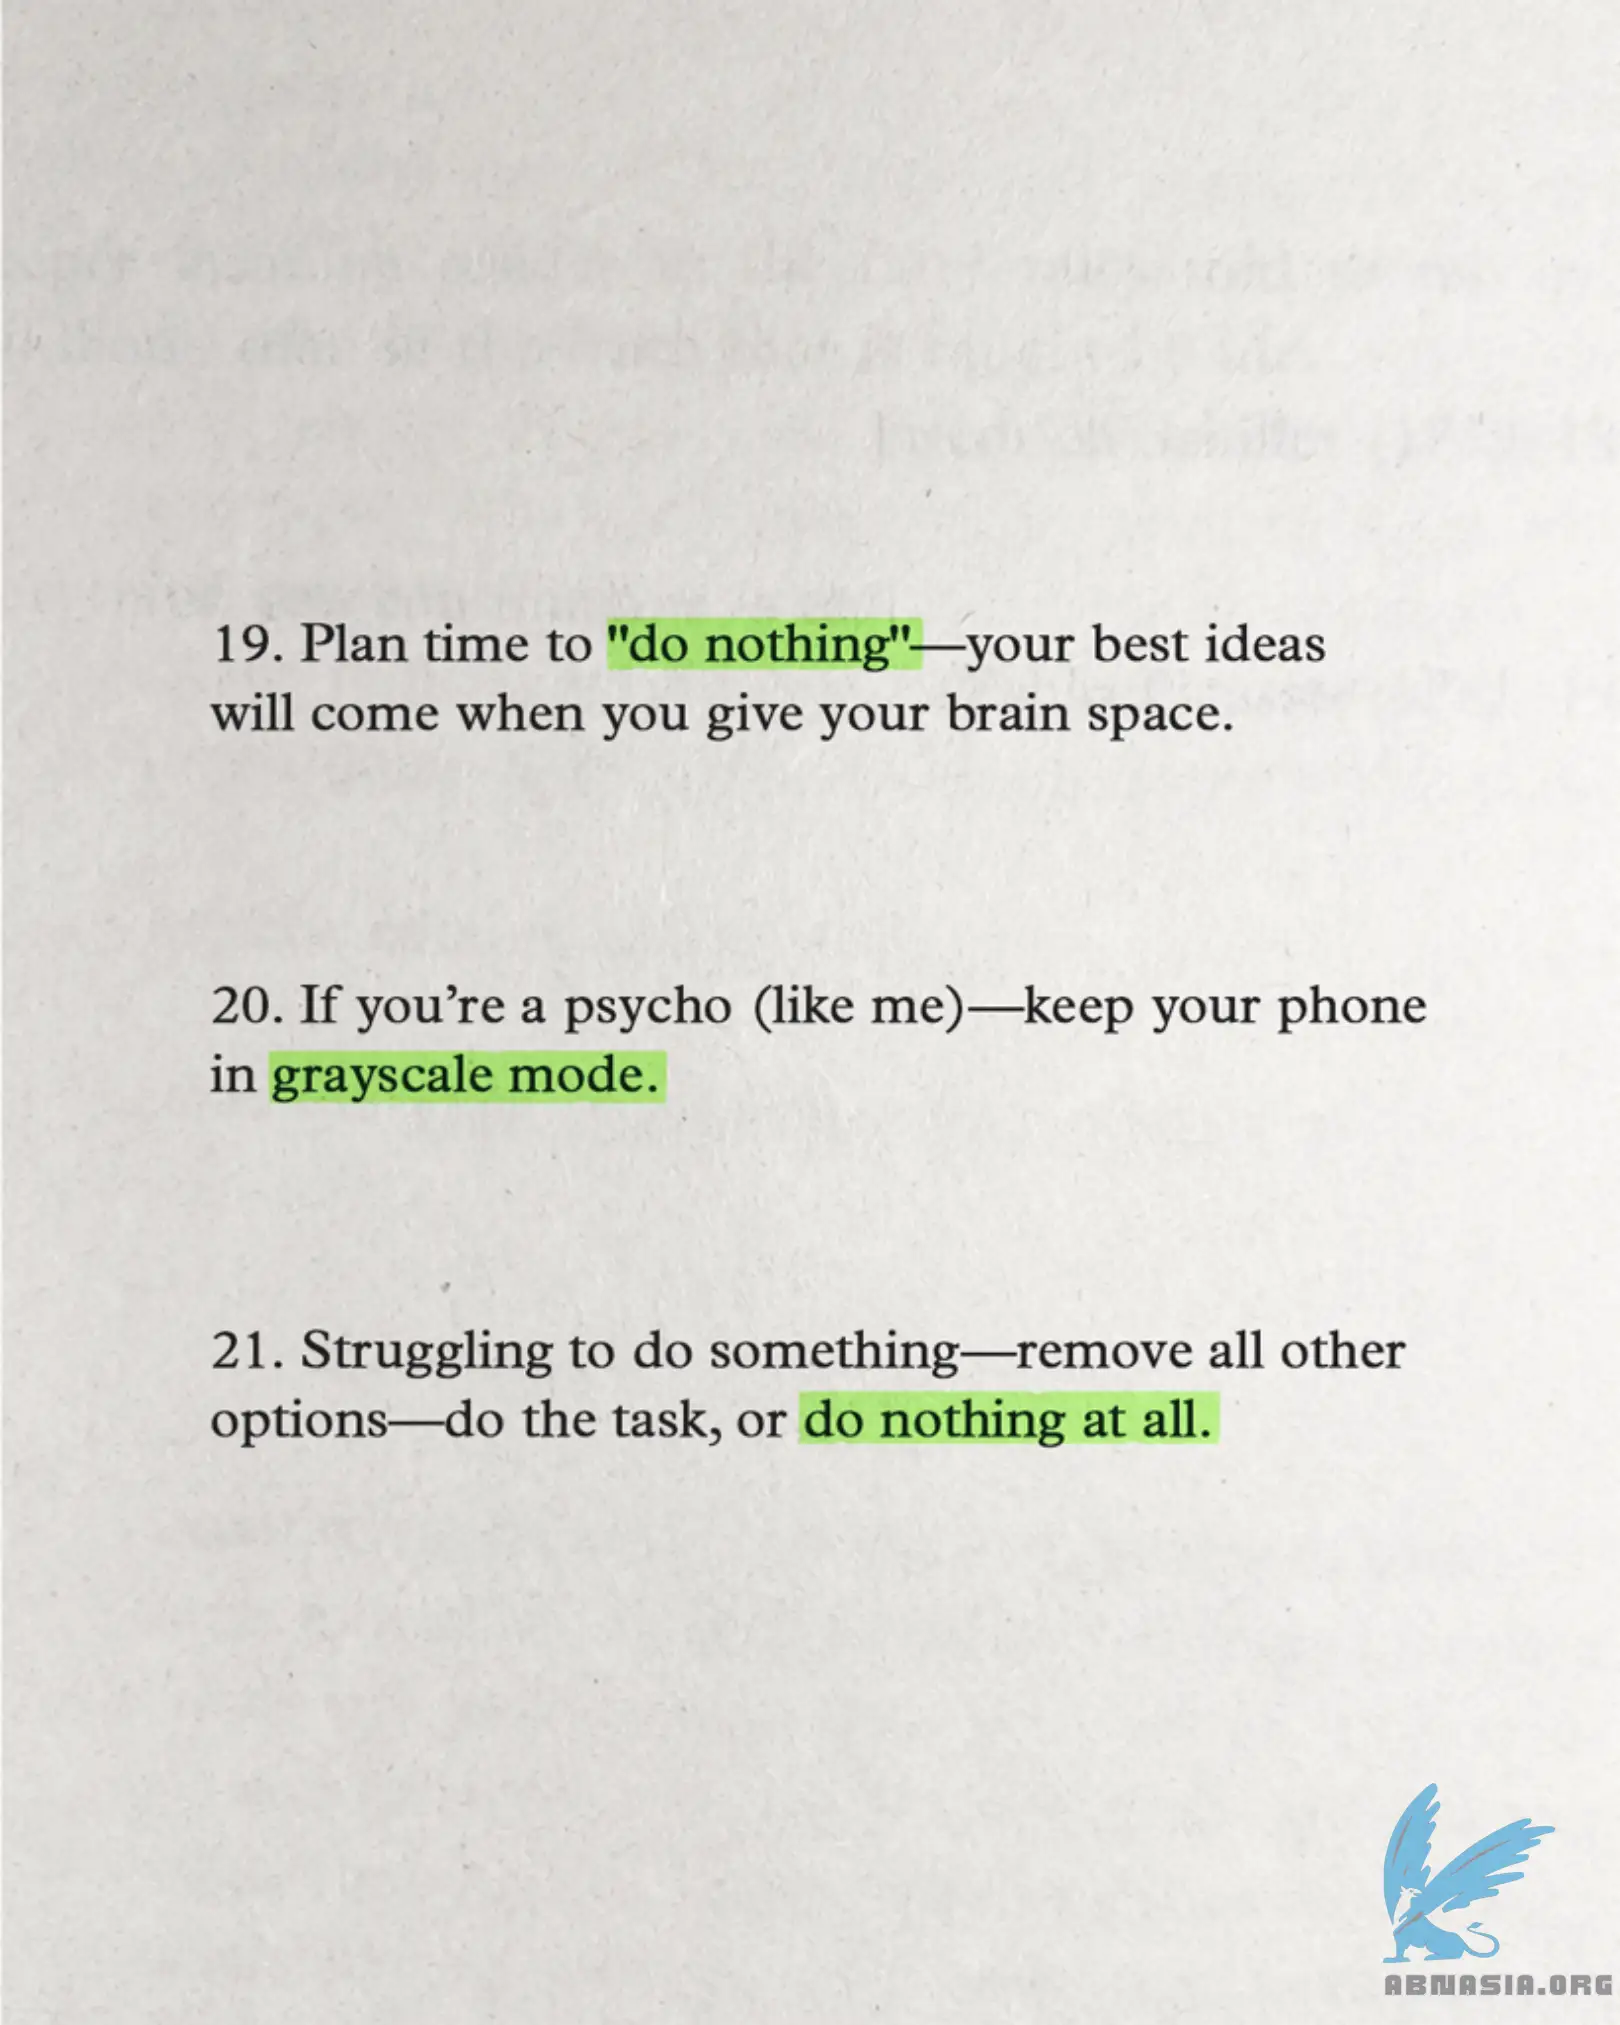 19. Plan time to "do nothing"—your best ideas
will come when you give your brain space.
20. If you’re a psycho (like me)—keep your phone
in grayscale mode.
21. Struggling to do something—remove all other
options—do the task, or do nothing at all.
ABNASIA.ORG